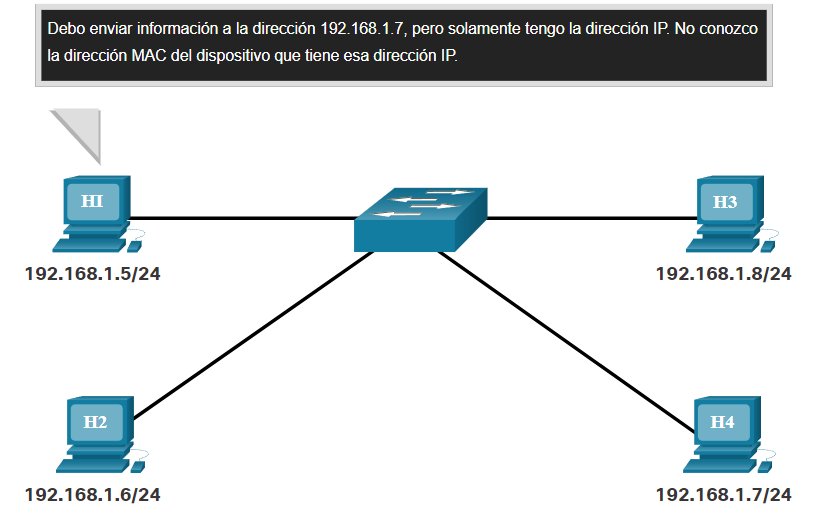 Debo enviar información a la dirección 192.168.1.7, pero solamente tengo la dirección IP. No conozco
la dirección MAC del dispositivo que tiene esa dirección IP.
H1
H3
192.168.1.5/24
192.168.1.8/24
H2
H4
192.168.1.6/24
192.168.1.7/24